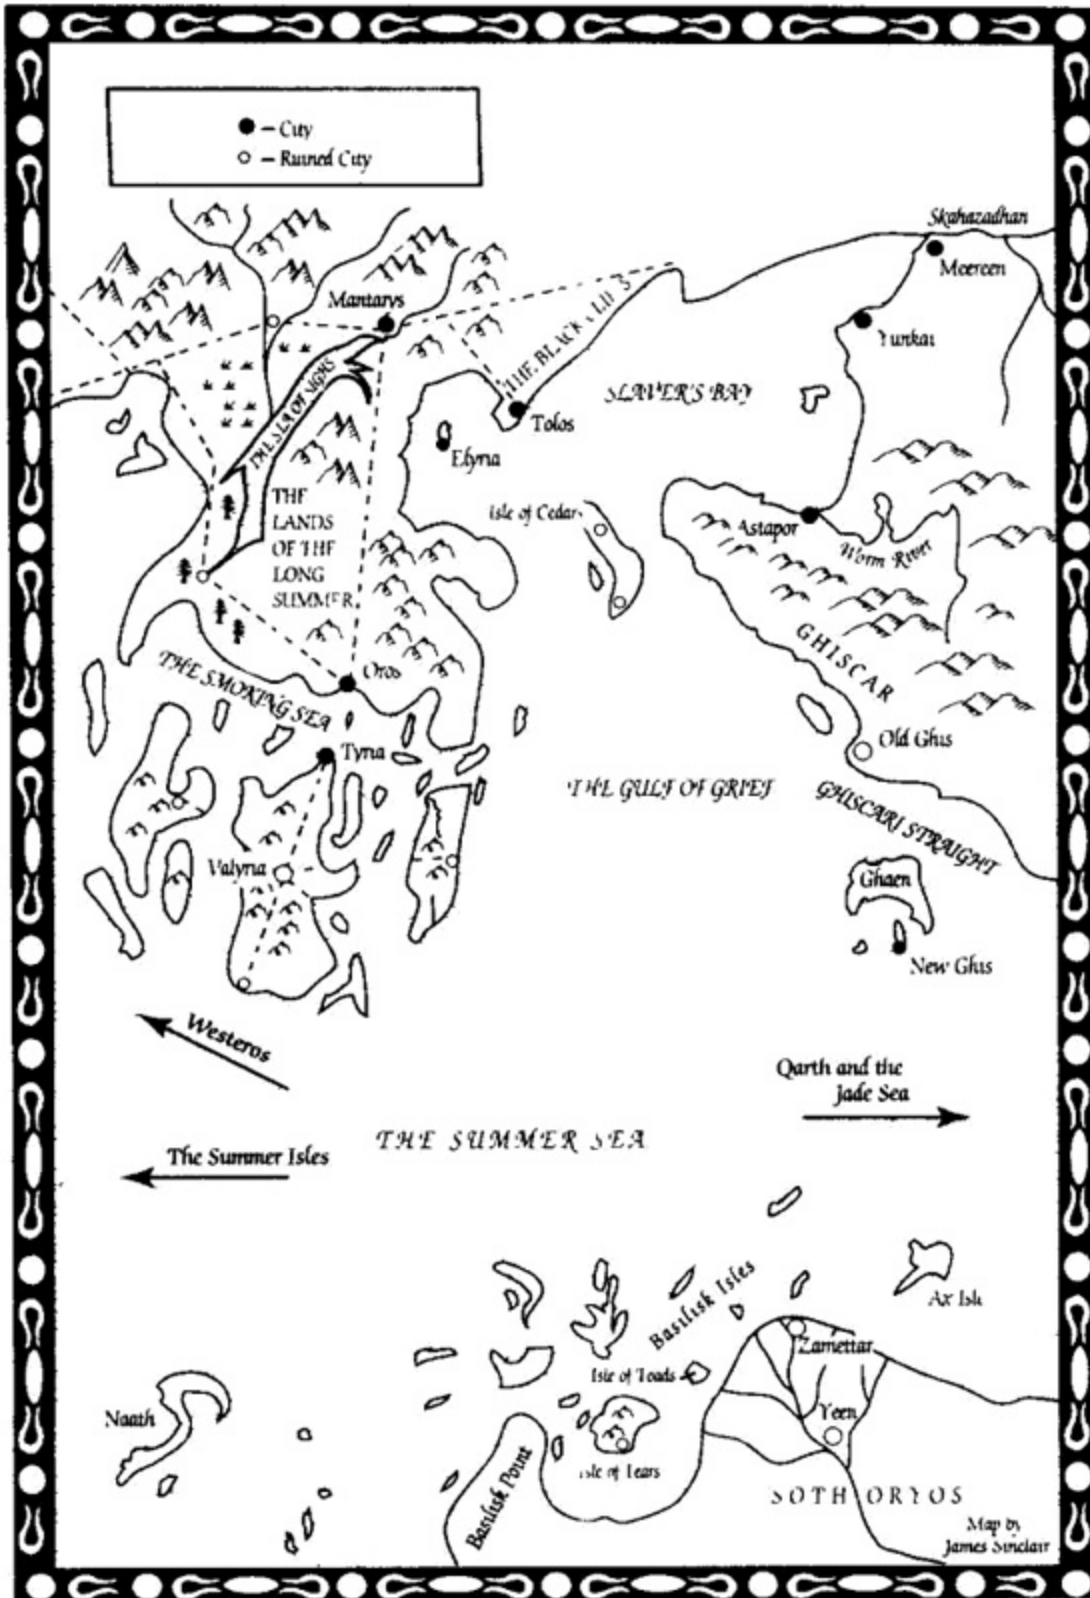 – City
– Ruined City
Skahazadhan
Meereen
Mantarys
Yunkai
THE BLACK CLIFFS
SLAVER'S BAY
THE SEA OF SIGHS
Tolos
Elyria
THE
LANDS
OF THE
LONG
SUMMER
Isle of Cedars
Astapor
Worm River
GHISCAR
THE SMOKING SEA
Oros
Tyria
Old Ghis
THE GULF OF GRIEF
GHISCARI STRAIGHT
Valyria
Ghaen
New Ghis
Westeros
Qarth and the
Jade Sea
THE SUMMER SEA
The Summer Isles
Basilisk Isles
Ax Isle
Zamettar
Isle of Toads
Naath
Yeen
Isle of Tears
Basilisk Point
SOTHORYOS
Map by
James Sinclair